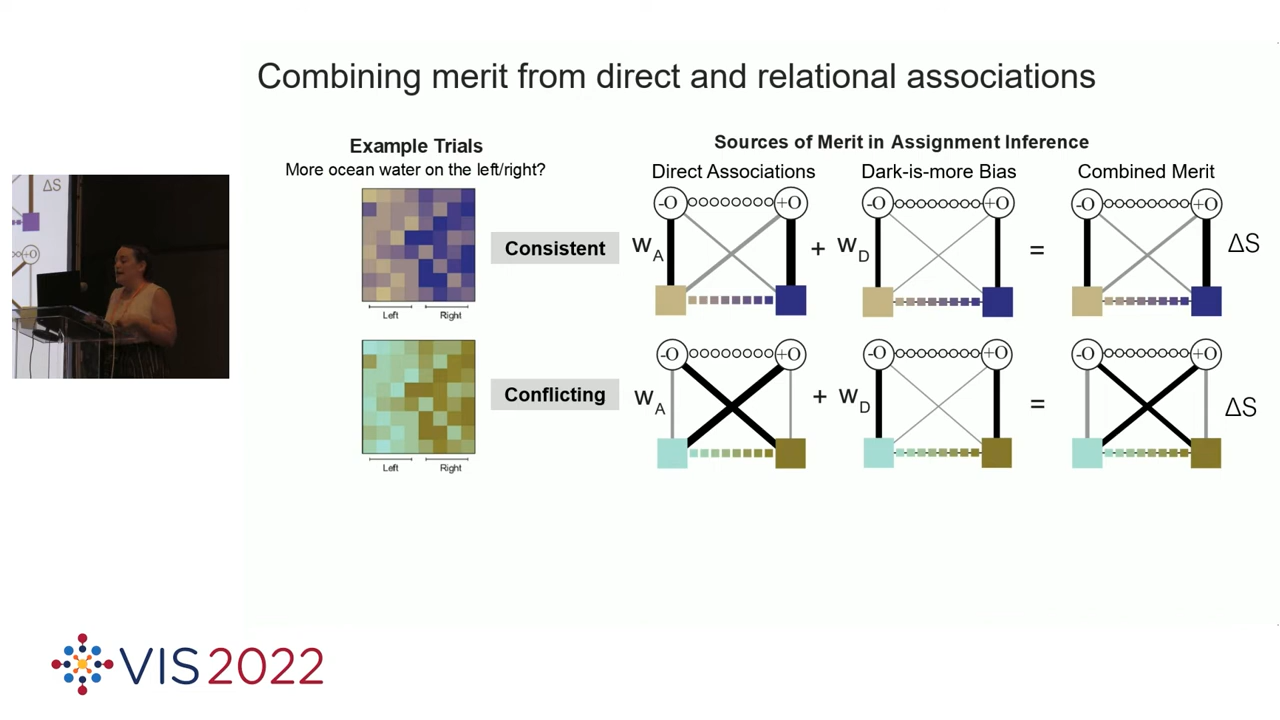 Combining merit from direct and relational associations
Example Trials
More ocean water on the left/right?
Sources of Merit in Assignment Inference
Direct Associations
Dark-is-more Bias
Combined Merit
Left
Right
Consistent
wA
-O
+O
+
wD
-O
+O
=
-O
+O
ΔS
Left
Right
Conflicting
wA
-O
+O
+
wD
-O
+O
=
-O
+O
ΔS
ΔS
+O
VIS2022